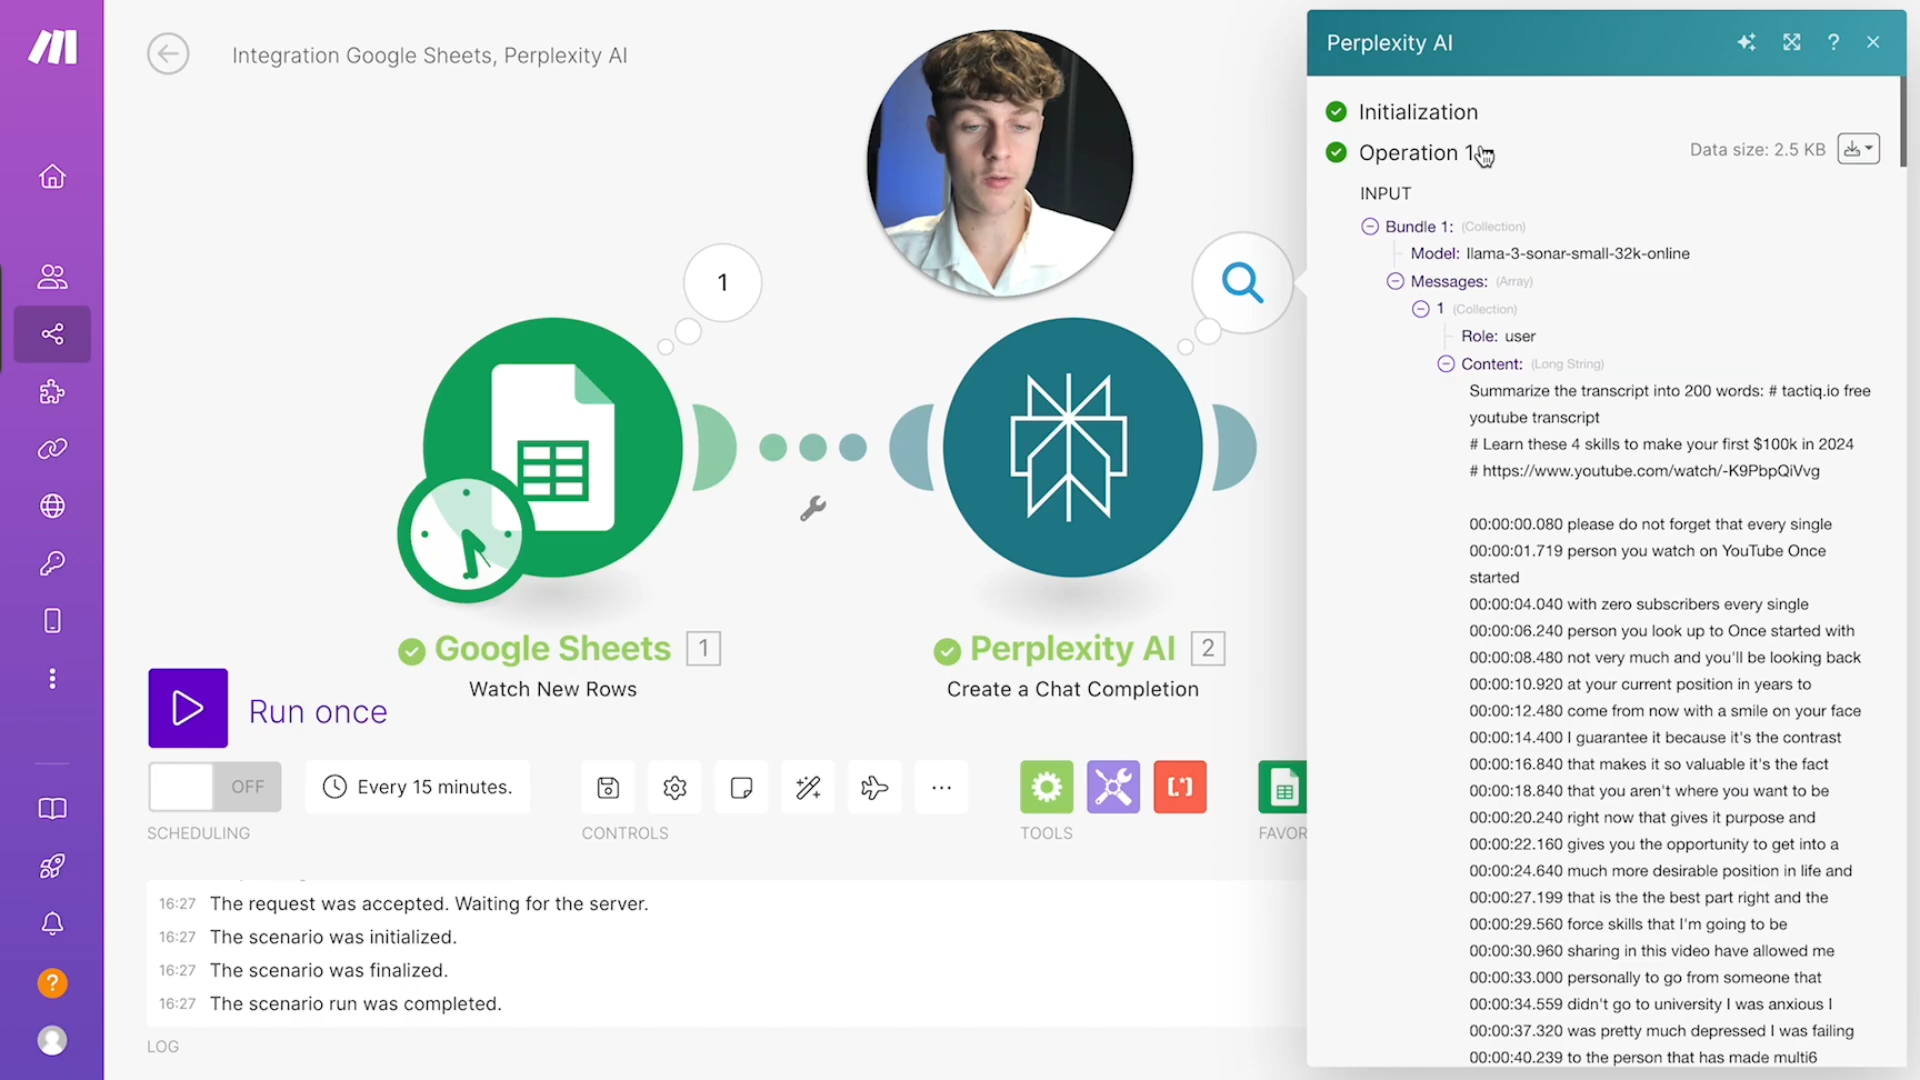 Integration Google Sheets, Perplexity AI
1
Google Sheets 1
Watch New Rows
Perplexity AI 2
Create a Chat Completion
Run once
OFF
Every 15 minutes.
SCHEDULING
CONTROLS
TOOLS
FAVOR
16:27 The request was accepted. Waiting for the server.
16:27 The scenario was initialized.
16:27 The scenario was finalized.
16:27 The scenario run was completed.
LOG
Perplexity AI
Initialization
Operation 1
Data size: 2.5 KB
INPUT
Bundle 1: (Collection)
Model: llama-3-sonar-small-32k-online
Messages: (Array)
1 (Collection)
Role: user
Content: (Long String)
Summarize the transcript into 200 words: # tactiq.io free
youtube transcript
# Learn these 4 skills to make your first $100k in 2024
# https://www.youtube.com/watch/-K9PbpQiVvg
00:00:00.080 please do not forget that every single
00:00:01.719 person you watch on YouTube Once
started
00:00:04.040 with zero subscribers every single
00:00:06.240 person you look up to Once started with
00:00:08.480 not very much and you'll be looking back
00:00:10.920 at your current position in years to
00:00:12.480 come from now with a smile on your face
00:00:14.400 I guarantee it because it's the contrast
00:00:16.840 that makes it so valuable it's the fact
00:00:18.840 that you aren't where you want to be
00:00:20.240 right now that gives it purpose and
00:00:22.160 gives you the opportunity to get into a
00:00:24.640 much more desirable position in life and
00:00:27.199 that is the the best part right and the
00:00:29.560 force skills that I'm going to be
00:00:30.960 sharing in this video have allowed me
00:00:33.000 personally to go from someone that
00:00:34.559 didn't go to university I was anxious I
00:00:37.320 was pretty much depressed I was failing
00:00:40.239 to the person that has made multi6